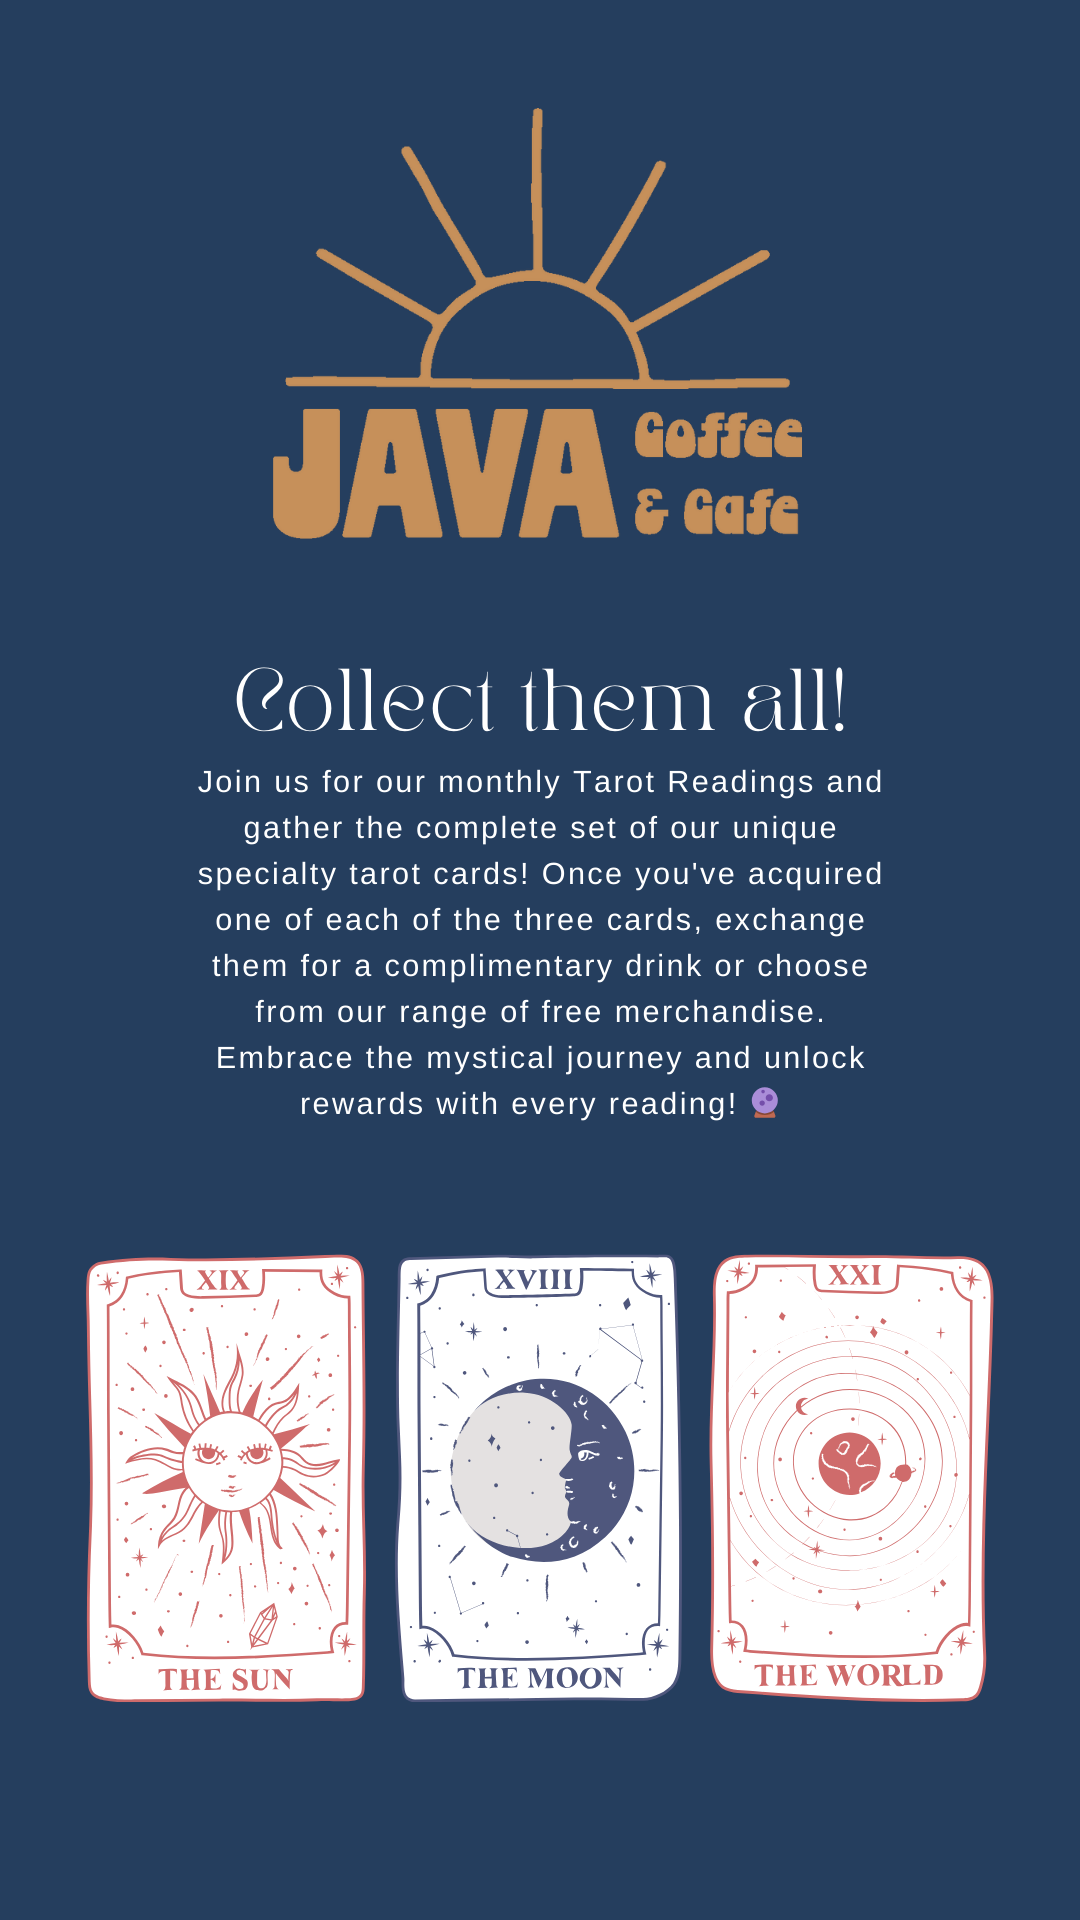 JAVA Coffee
& Cafe
Collect them all!
Join us for our monthly Tarot Readings and
gather the complete set of our unique
specialty tarot cards! Once you've acquired
one of each of the three cards, exchange
them for a complimentary drink or choose
from our range of free merchandise.
Embrace the mystical journey and unlock
rewards with every reading! 🔮
XIX
THE SUN
XVIII
THE MOON
XXI
THE WORLD